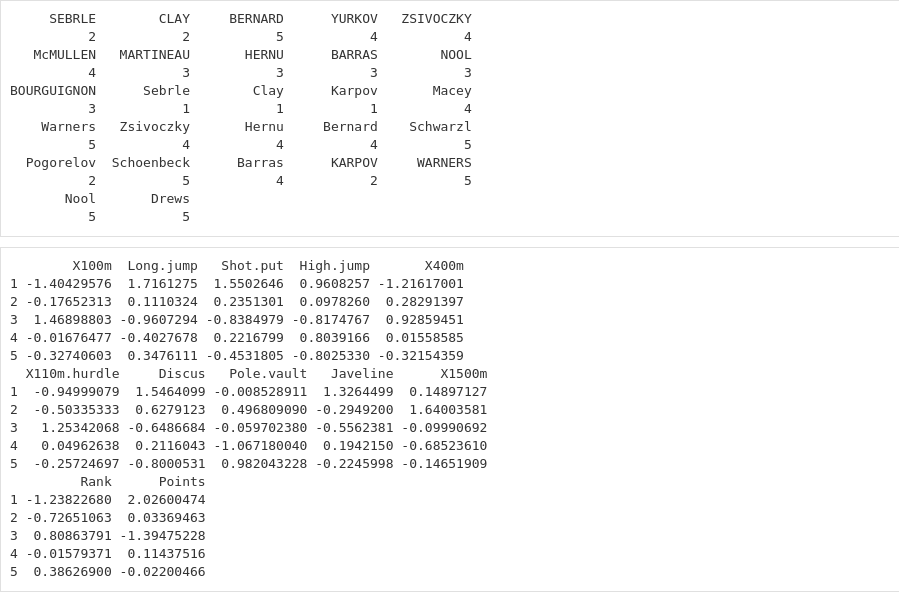 SEBRLE CLAY BERNARD YURKOV ZSIVOCZKY
2 2 5 4 4
McMULLEN MARTINEAU HERNU BARRAS NOOL
4 3 3 3 3
BOURGUIGNON Sebrle Clay Karpov Macey
3 1 1 1 4
Warners Zsivoczky Hernu Bernard Schwarzl
5 4 4 4 5
Pogorelov Schoenbeck Barras KARPOV WARNERS
2 5 4 2 5
Nool Drews
5 5
X100m Long.jump Shot.put High.jump X400m
1 -1.40429576 1.7161275 1.5502646 0.9608257 -1.21617001
2 -0.17652313 0.1110324 0.2351301 0.0978260 0.28291397
3 1.46898803 -0.9607294 -0.8384979 -0.8174767 0.92859451
4 -0.01676477 -0.4027678 0.2216799 0.8039166 0.01558585
5 -0.32740603 0.3476111 -0.4531805 -0.8025330 -0.32154359
X110m.hurdle Discus Pole.vault Javeline X1500m
1 -0.94999079 1.5464099 -0.008528911 1.3264499 0.14897127
2 -0.50335333 0.6279123 0.496809090 -0.2949200 1.64003581
3 1.25342068 -0.6486684 -0.059702380 -0.5562381 -0.09990692
4 0.04962638 0.2116043 -1.067180040 0.1942150 -0.68523610
5 -0.25724697 -0.8000531 0.982043228 -0.2245998 -0.14651909
Rank Points
1 -1.23822680 2.02600474
2 -0.72651063 0.03369463
3 0.80863791 -1.39475228
4 -0.01579371 0.11437516
5 0.38626900 -0.02200466